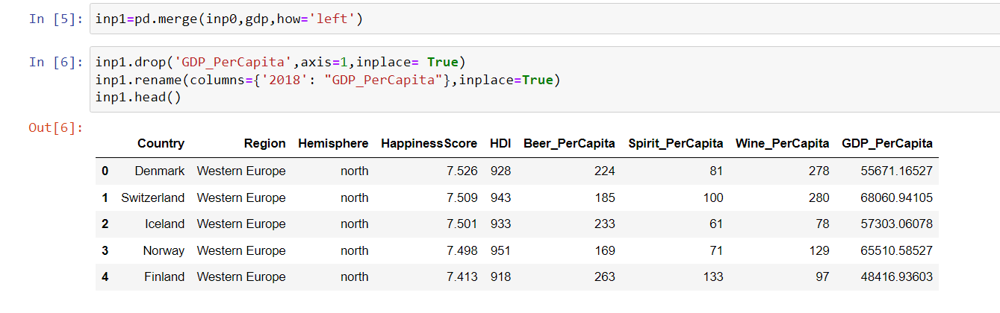 In [5]: inp1=pd.merge(inp0,gdp,how='left')
In [6]: inp1.drop('GDP_PerCapita',axis=1,inplace= True)
inp1.rename(columns={'2018': "GDP_PerCapita"},inplace=True)
inp1.head()
Out[6]:
Country Region Hemisphere HappinessScore HDI Beer_PerCapita Spirit_PerCapita Wine_PerCapita GDP_PerCapita
0 Denmark Western Europe north 7.526 928 224 81 278 55671.16527
1 Switzerland Western Europe north 7.509 943 185 100 280 68060.94105
2 Iceland Western Europe north 7.501 933 233 61 78 57303.06078
3 Norway Western Europe north 7.498 951 169 71 129 65510.58527
4 Finland Western Europe north 7.413 918 263 133 97 48416.93603